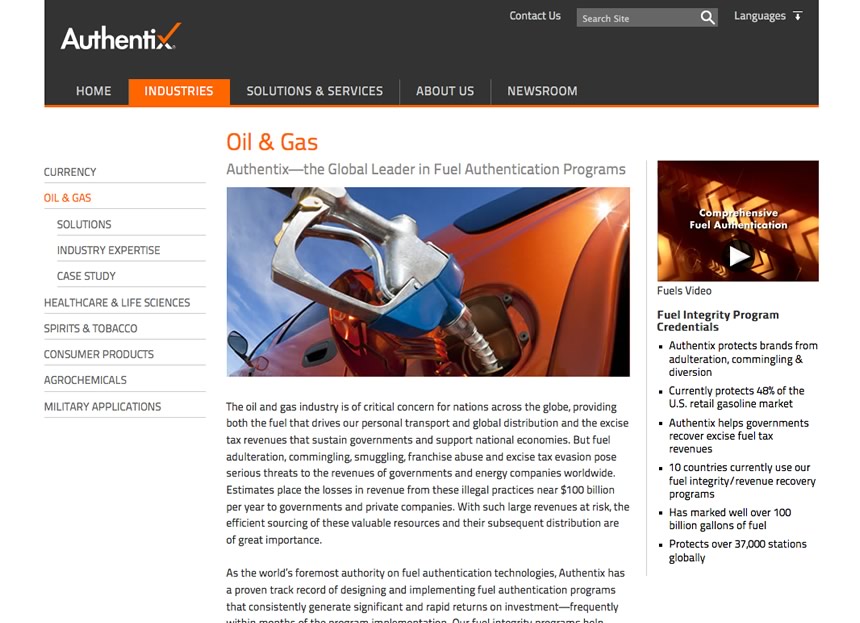 Contact Us
Search Site
Languages
Authentix
HOME
INDUSTRIES
SOLUTIONS & SERVICES
ABOUT US
NEWSROOM
CURRENCY
OIL & GAS
SOLUTIONS
INDUSTRY EXPERTISE
CASE STUDY
HEALTHCARE & LIFE SCIENCES
SPIRITS & TOBACCO
CONSUMER PRODUCTS
AGROCHEMICALS
MILITARY APPLICATIONS
Oil & Gas
Authentix—the Global Leader in Fuel Authentication Programs
The oil and gas industry is of critical concern for nations across the globe, providing
both the fuel that drives our personal transport and global distribution and the excise
tax revenues that sustain governments and support national economies. But fuel
adulteration, commingling, smuggling, franchise abuse and excise tax evasion pose
serious threats to the revenues of governments and energy companies worldwide.
Estimates place the losses in revenue from these illegal practices near $100 billion
per year to governments and private companies. With such large revenues at risk, the
efficient sourcing of these valuable resources and their subsequent distribution are
of great importance.
As the world's foremost authority on fuel authentication technologies, Authentix has
a proven track record of designing and implementing fuel authentication programs
that consistently generate significant and rapid returns on investment—frequently
within months of the program implementation. Our fuel integrity programs help
Comprehensive
Fuel Authentication
Fuels Video
Fuel Integrity Program
Credentials
Authentix protects brands from
adulteration, commingling &
diversion
Currently protects 48% of the
U.S. retail gasoline market
Authentix helps governments
recover excise fuel tax
revenues
10 countries currently use our
fuel integrity/revenue recovery
programs
Has marked well over 100
billion gallons of fuel
Protects over 37,000 stations
globally